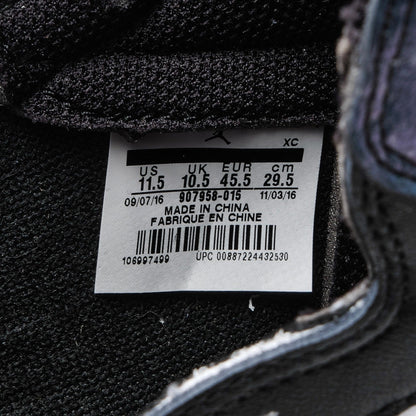 XC
US UK EUR cm
11.5 10.5 45.5 29.5
09/07/16 907958-015 11/03/16
MADE IN CHINA
FABRIQUE EN CHINE
106997499 UPC 00887224432530